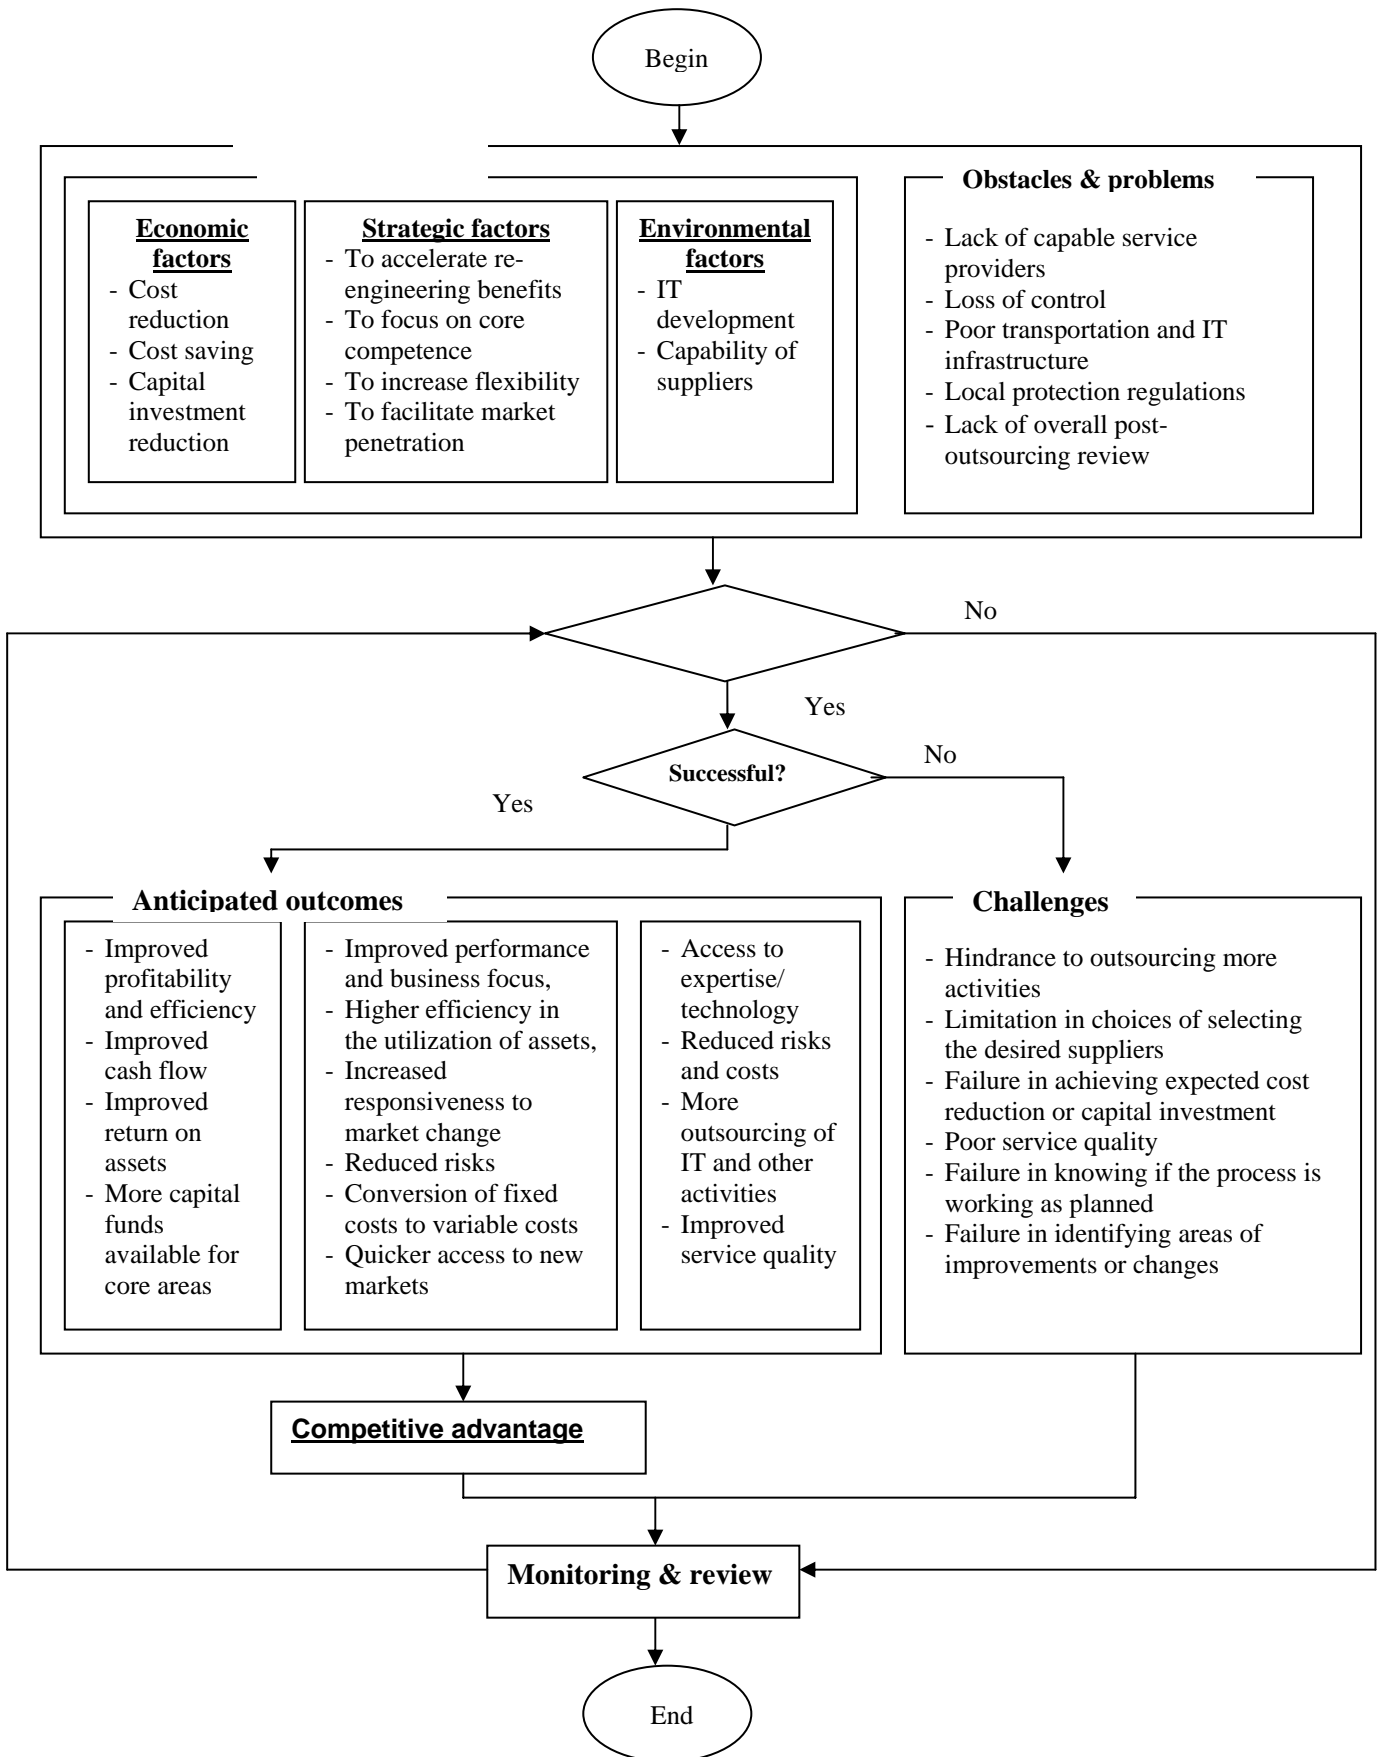 Begin
Economic
factors
- Cost
reduction
- Cost saving
- Capital
investment
reduction
Strategic factors
- To accelerate re-
engineering benefits
- To focus on core
competence
- To increase flexibility
- To facilitate market
penetration
Environmental
factors
- IT
development
- Capability of
suppliers
Obstacles & problems
- Lack of capable service
providers
- Loss of control
- Poor transportation and IT
infrastructure
- Local protection regulations
- Lack of overall post-
outsourcing review
No
Yes
Successful?
No
Yes
Anticipated outcomes
- Improved
profitability
and efficiency
- Improved
cash flow
- Improved
return on
assets
- More capital
funds
available for
core areas
- Improved performance
and business focus,
- Higher efficiency in
the utilization of assets,
- Increased
responsiveness to
market change
- Reduced risks
- Conversion of fixed
costs to variable costs
- Quicker access to new
markets
- Access to
expertise/
technology
- Reduced risks
and costs
- More
outsourcing of
IT and other
activities
- Improved
service quality
Challenges
- Hindrance to outsourcing more
activities
- Limitation in choices of selecting
the desired suppliers
- Failure in achieving expected cost
reduction or capital investment
- Poor service quality
- Failure in knowing if the process is
working as planned
- Failure in identifying areas of
improvements or changes
Competitive advantage
Monitoring & review
End